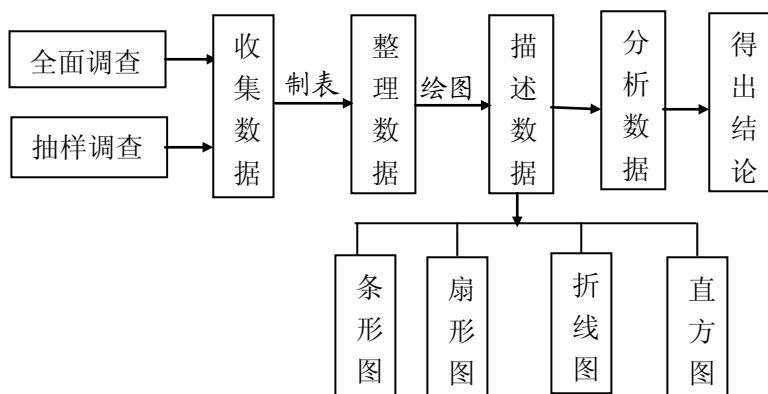 全面调查
抽样调查
收集数据
制表
整理数据
绘图
描述数据
分析数据
得出结论
条形图
扇形图
折线图
直方图